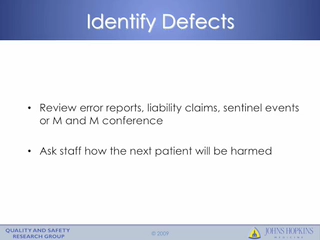 Identify Defects
• Review error reports, liability claims, sentinel events
or M and M conference
• Ask staff how the next patient will be harmed
QUALITY AND SAFETY
RESEARCH GROUP
© 2009
JOHNS HOPKINS
MEDICINE